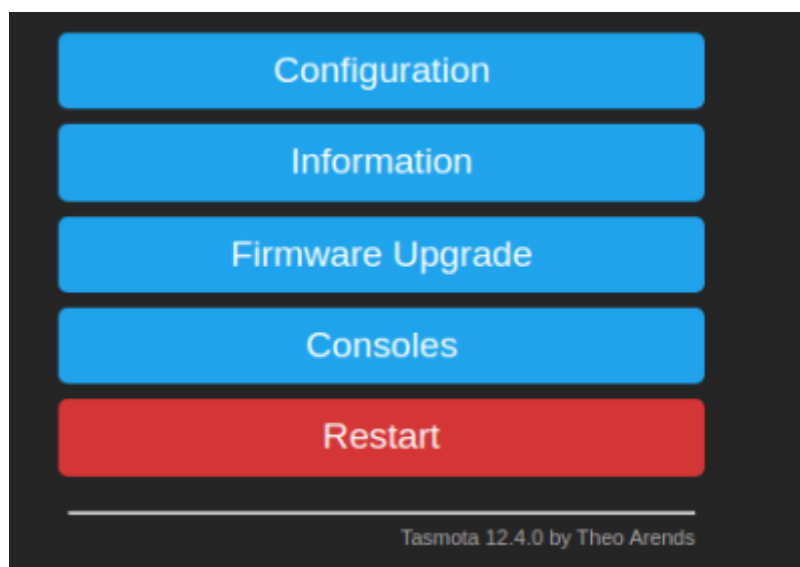 Configuration
Information
Firmware Upgrade
Consoles
Restart
Tasmota 12.4.0 by Theo Arends